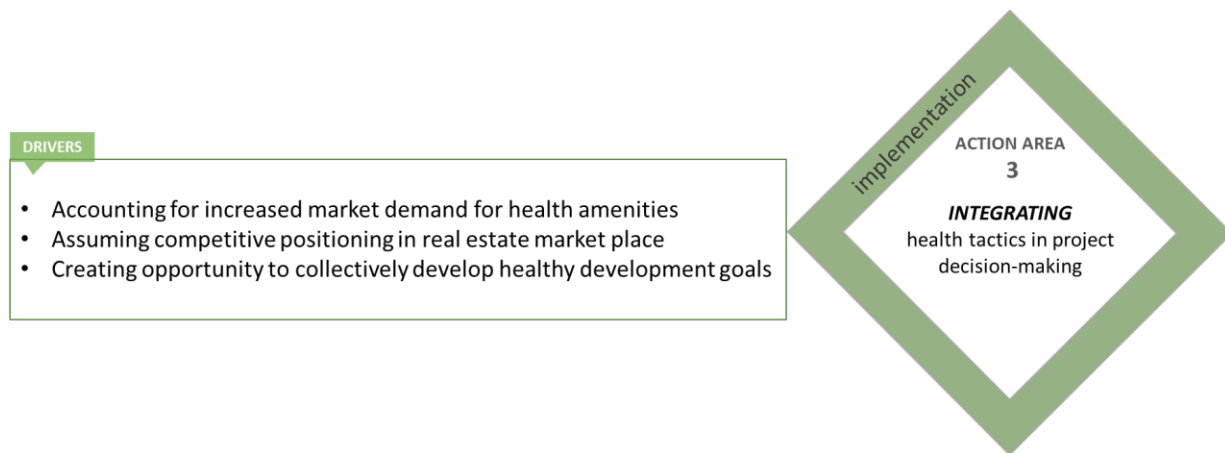 DRIVERS
• Accounting for increased market demand for health amenities
• Assuming competitive positioning in real estate market place
• Creating opportunity to collectively develop healthy development goals
implementation
ACTION AREA
3
INTEGRATING
health tactics in project
decision-making